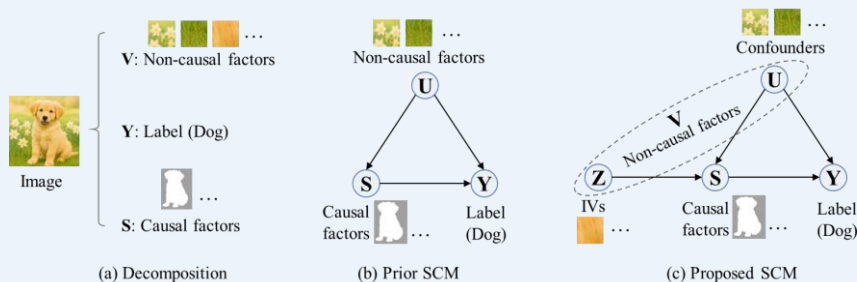 ...
V: Non-causal factors
Y: Label (Dog)
Image
...
S: Causal factors
(a) Decomposition
...
Non-causal factors
U
S
Y
Causal
factors
...
Label
(Dog)
(b) Prior SCM
...
Confounders
U
V
Non-causal factors
Z
S
Y
IVs
...
Causal
factors
...
Label
(Dog)
(c) Proposed SCM